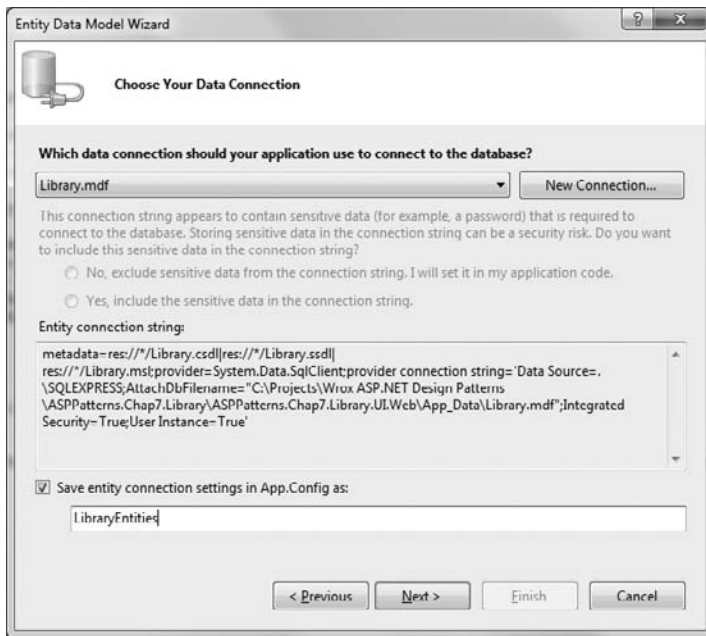 Entity Data Model Wizard
Choose Your Data Connection
Which data connection should your application use to connect to the database?
Library.mdf
New Connection...
This connection string appears to contain sensitive data (for example, a password) that is required to
connect to the database. Storing sensitive data in the connection string can be a security risk. Do you want
to include this sensitive data in the connection string?
No, exclude sensitive data from the connection string. I will set it in my application code.
Yes, include the sensitive data in the connection string.
Entity connection string:
metadata=res://*/Library.csdl|res://*/Library.ssdl|
res://*/Library.msl;provider=System.Data.SqlClient;provider connection string='Data Source=.
\SQLEXPRESS;AttachDbFilename="C:\Projects\Wrox ASP.NET Design Patterns
\ASPPatterns.Chap7.Library\ASPPatterns.Chap7.Library.UI.Web\App_Data\Library.mdf";Integrated
Security=True;User Instance=True'
Save entity connection settings in App.Config as:
LibraryEntities
< Previous
Next >
Finish
Cancel